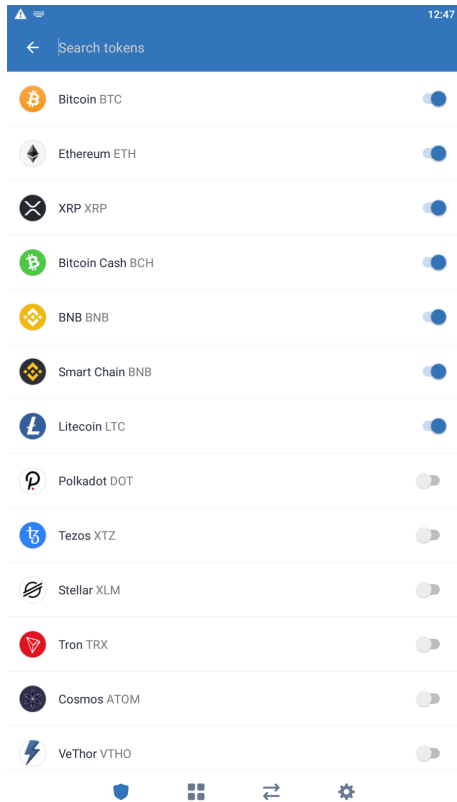 12:47
Search tokens
Bitcoin BTC
Ethereum ETH
XRP XRP
Bitcoin Cash BCH
BNB BNB
Smart Chain BNB
Litecoin LTC
Polkadot DOT
Tezos XTZ
Stellar XLM
Tron TRX
Cosmos ATOM
VeThor VTHO